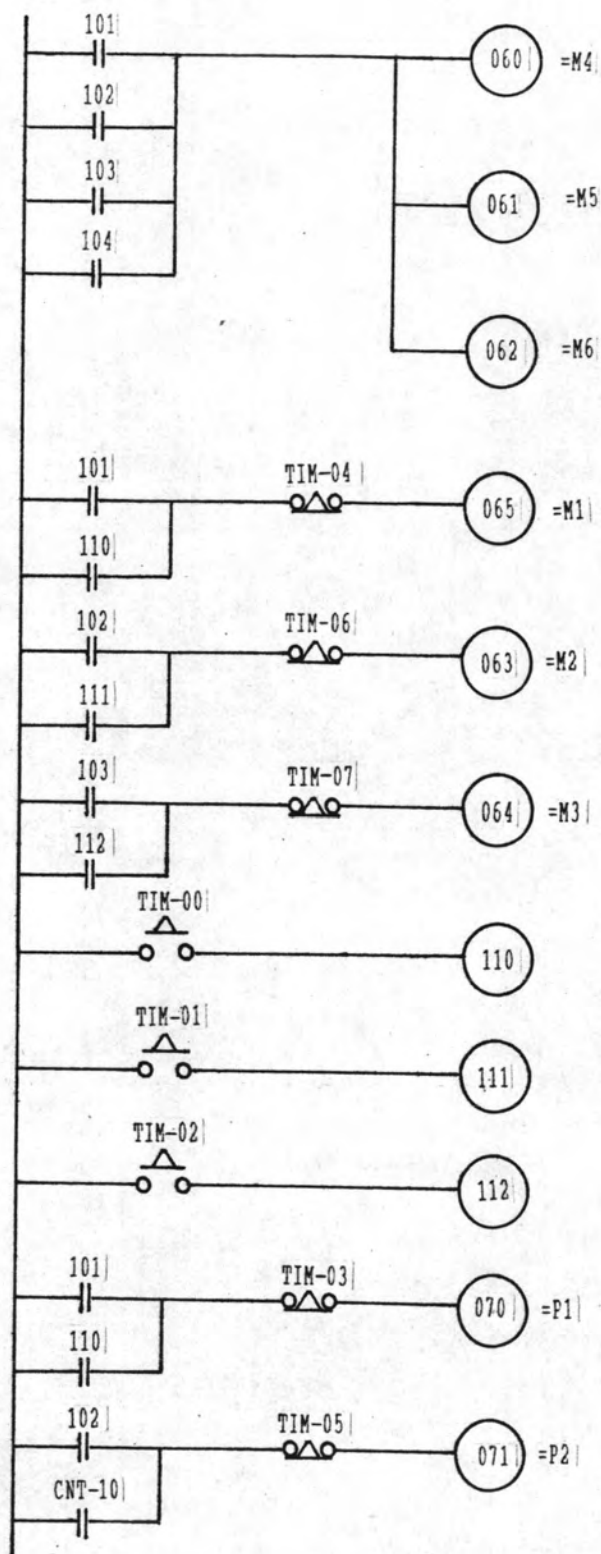 101
060 =M4
102
103
061 =M5
104
062 =M6
101 TIM-04
065 =M1
110
102 TIM-06
063 =M2
111
103 TIM-07
064 =M3
112
TIM-00
110
TIM-01
111
TIM-02
112
101 TIM-03
070 =P1
110
102 TIM-05
071 =P2
CNT-10